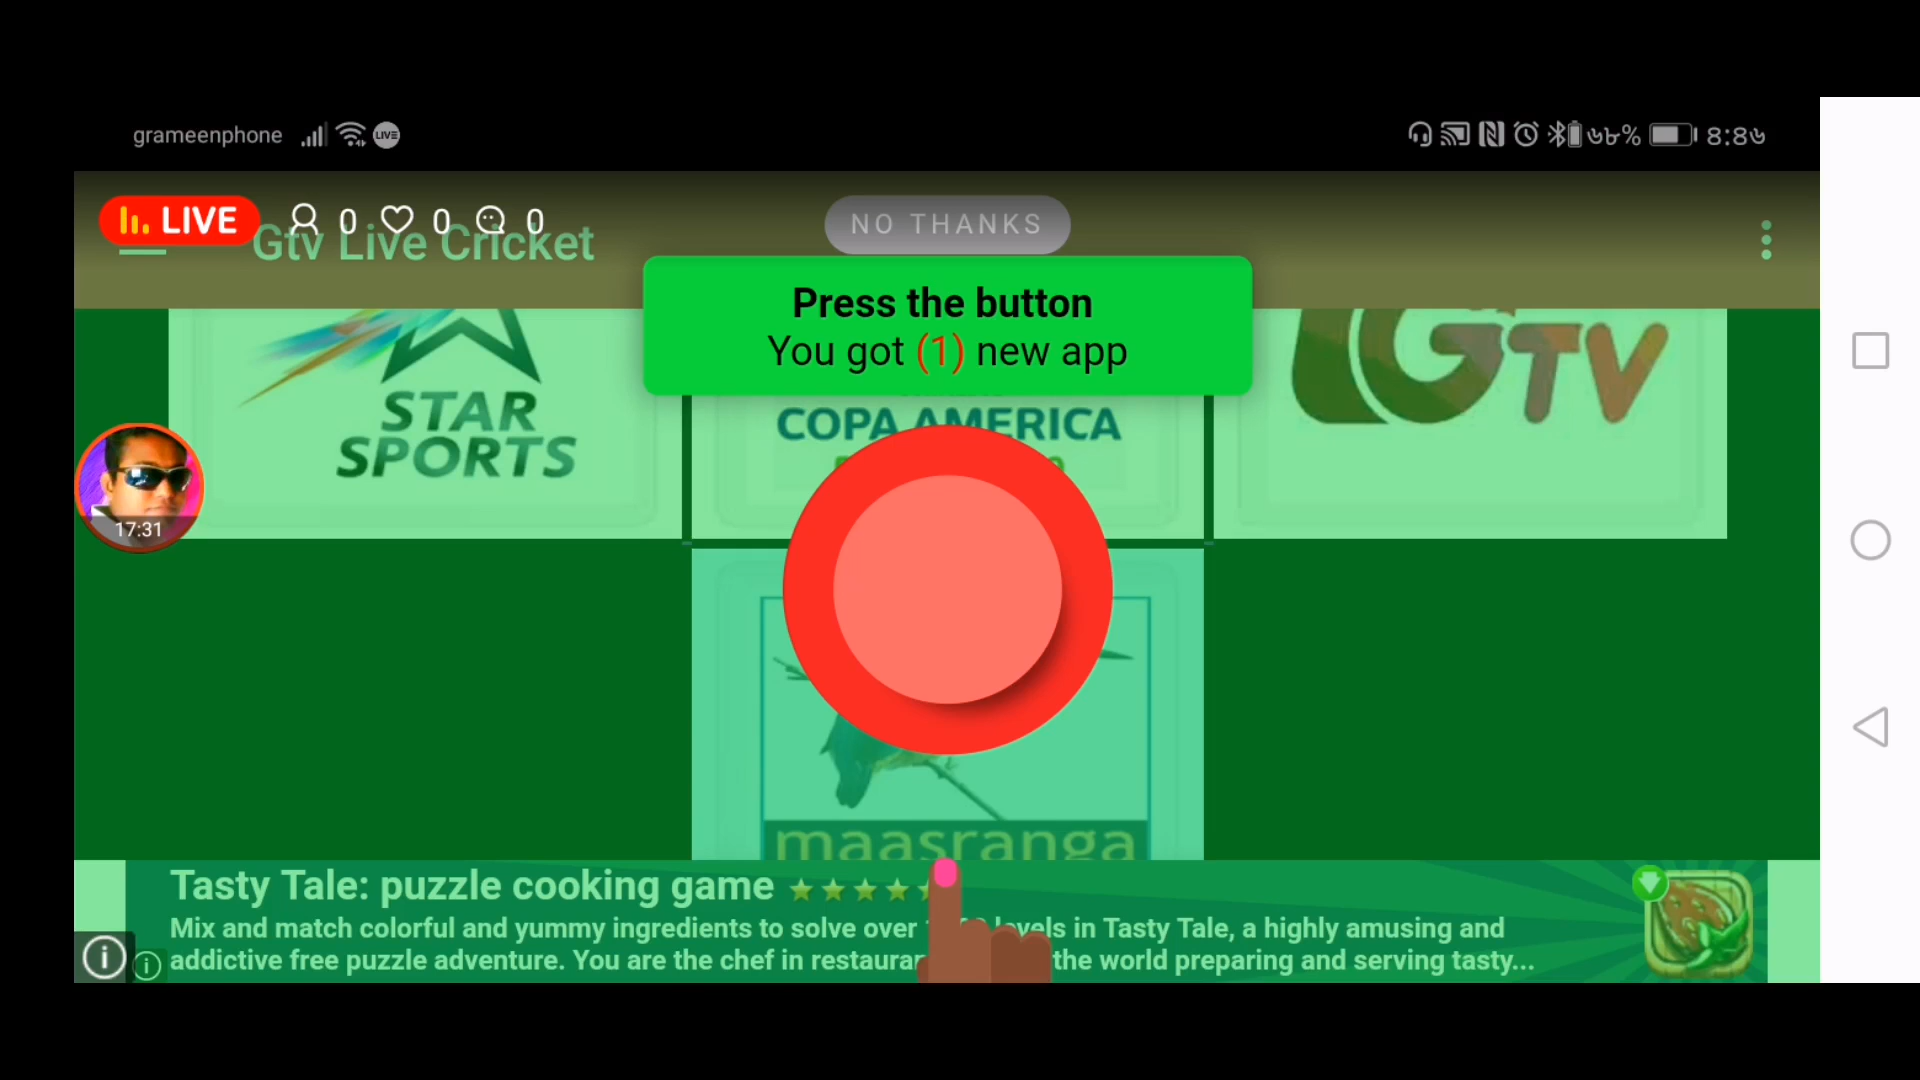 grameenphone
LIVE
৬৮%
8:8৬
LIVE 0 0 0
Gtv Live Cricket
NO THANKS
Press the button
You got (1) new app
STAR
SPORTS
COPA AMERICA
GTV
17:31
maasranga
Tasty Tale: puzzle cooking game
Mix and match colorful and yummy ingredients to solve over levels in Tasty Tale, a highly amusing and
addictive free puzzle adventure. You are the chef in the world preparing and serving tasty...